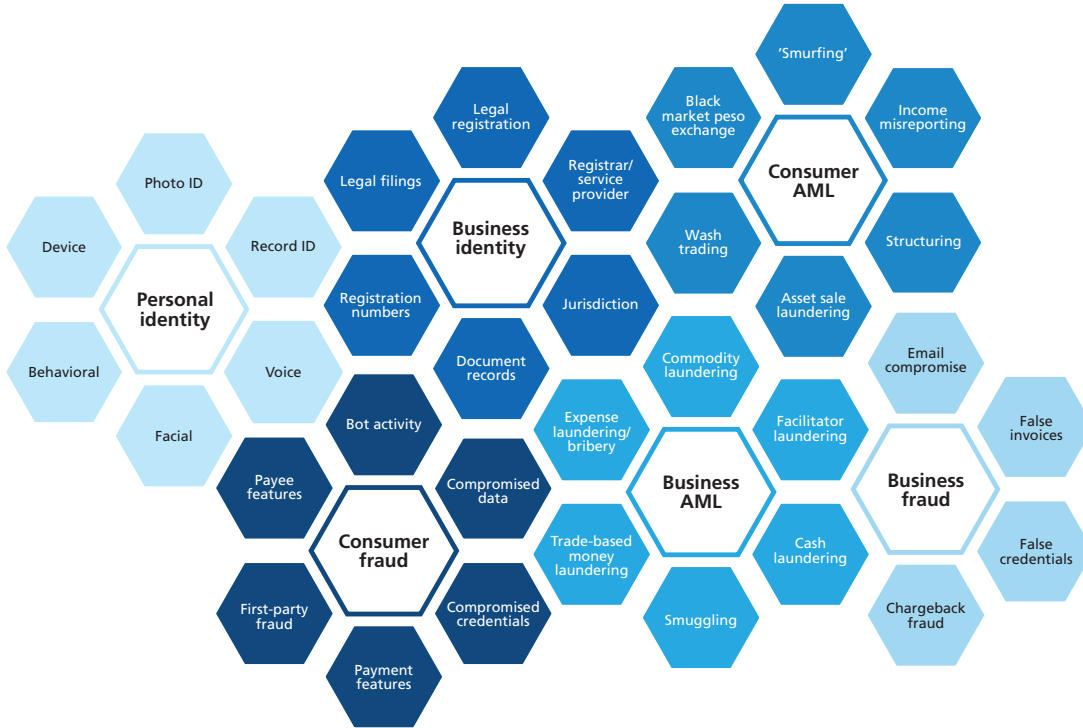 'Smurfing'
Black
market peso
exchange
Income
misreporting
Consumer
AML
Wash
trading
Structuring
Asset sale
laundering
Legal
registration
Legal filings
Registrar/
service
provider
Business
identity
Registration
numbers
Jurisdiction
Document
records
Photo ID
Device
Record ID
Personal
identity
Behavioral
Voice
Facial
Bot activity
Payee
features
Compromised
data
Consumer
fraud
First-party
fraud
Compromised
credentials
Payment
features
Commodity
laundering
Expense
laundering/
bribery
Facilitator
laundering
Business
AML
Trade-based
money
laundering
Cash
laundering
Smuggling
Email
compromise
False
invoices
Business
fraud
False
credentials
Chargeback
fraud